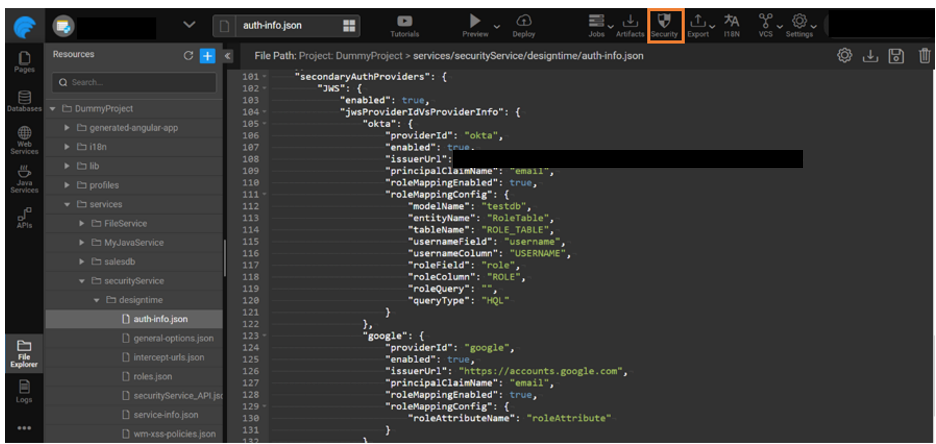 auth-info.json
Tutorials
Preview
Deploy
Jobs
Artifacts
Security
Export
I18N
VCS
Settings
Pages
Databases
Web
Services
Java
Services
APIs
File
Explorer
Logs
Resources
Search...
DummyProject
generated-angular-app
i18n
lib
profiles
services
FileService
MyJavaService
salesdb
securityService
designtime
auth-info.json
general-options.json
intercept-urls.json
roles.json
securityService_API.jso
service-info.json
wm-xss-policies.json
File Path: Project: DummyProject > services/securityService/designtime/auth-info.json
101 "secondaryAuthProviders": {
102 "JWS": {
103 "enabled": true,
104 "jwsProviderIdVsProviderInfo": {
105 "okta": {
106 "providerId": "okta",
107 "enabled": true,
108 "issuerUrl":
109 "principalClaimName": "email",
110 "roleMappingEnabled": true,
111 "roleMappingConfig": {
112 "modelName": "testdb",
113 "entityName": "RoleTable",
114 "tableName": "ROLE_TABLE",
115 "usernameField": "username",
116 "usernameColumn": "USERNAME",
117 "roleField": "role",
118 "roleColumn": "ROLE",
119 "roleQuery": "",
120 "queryType": "HQL"
121 }
122 },
123 "google": {
124 "providerId": "google",
125 "enabled": true,
126 "issuerUrl": "https://accounts.google.com",
127 "principalClaimName": "email",
128 "roleMappingEnabled": true,
129 "roleMappingConfig": {
130 "roleAttributeName": "roleAttribute"
131 }
132 }